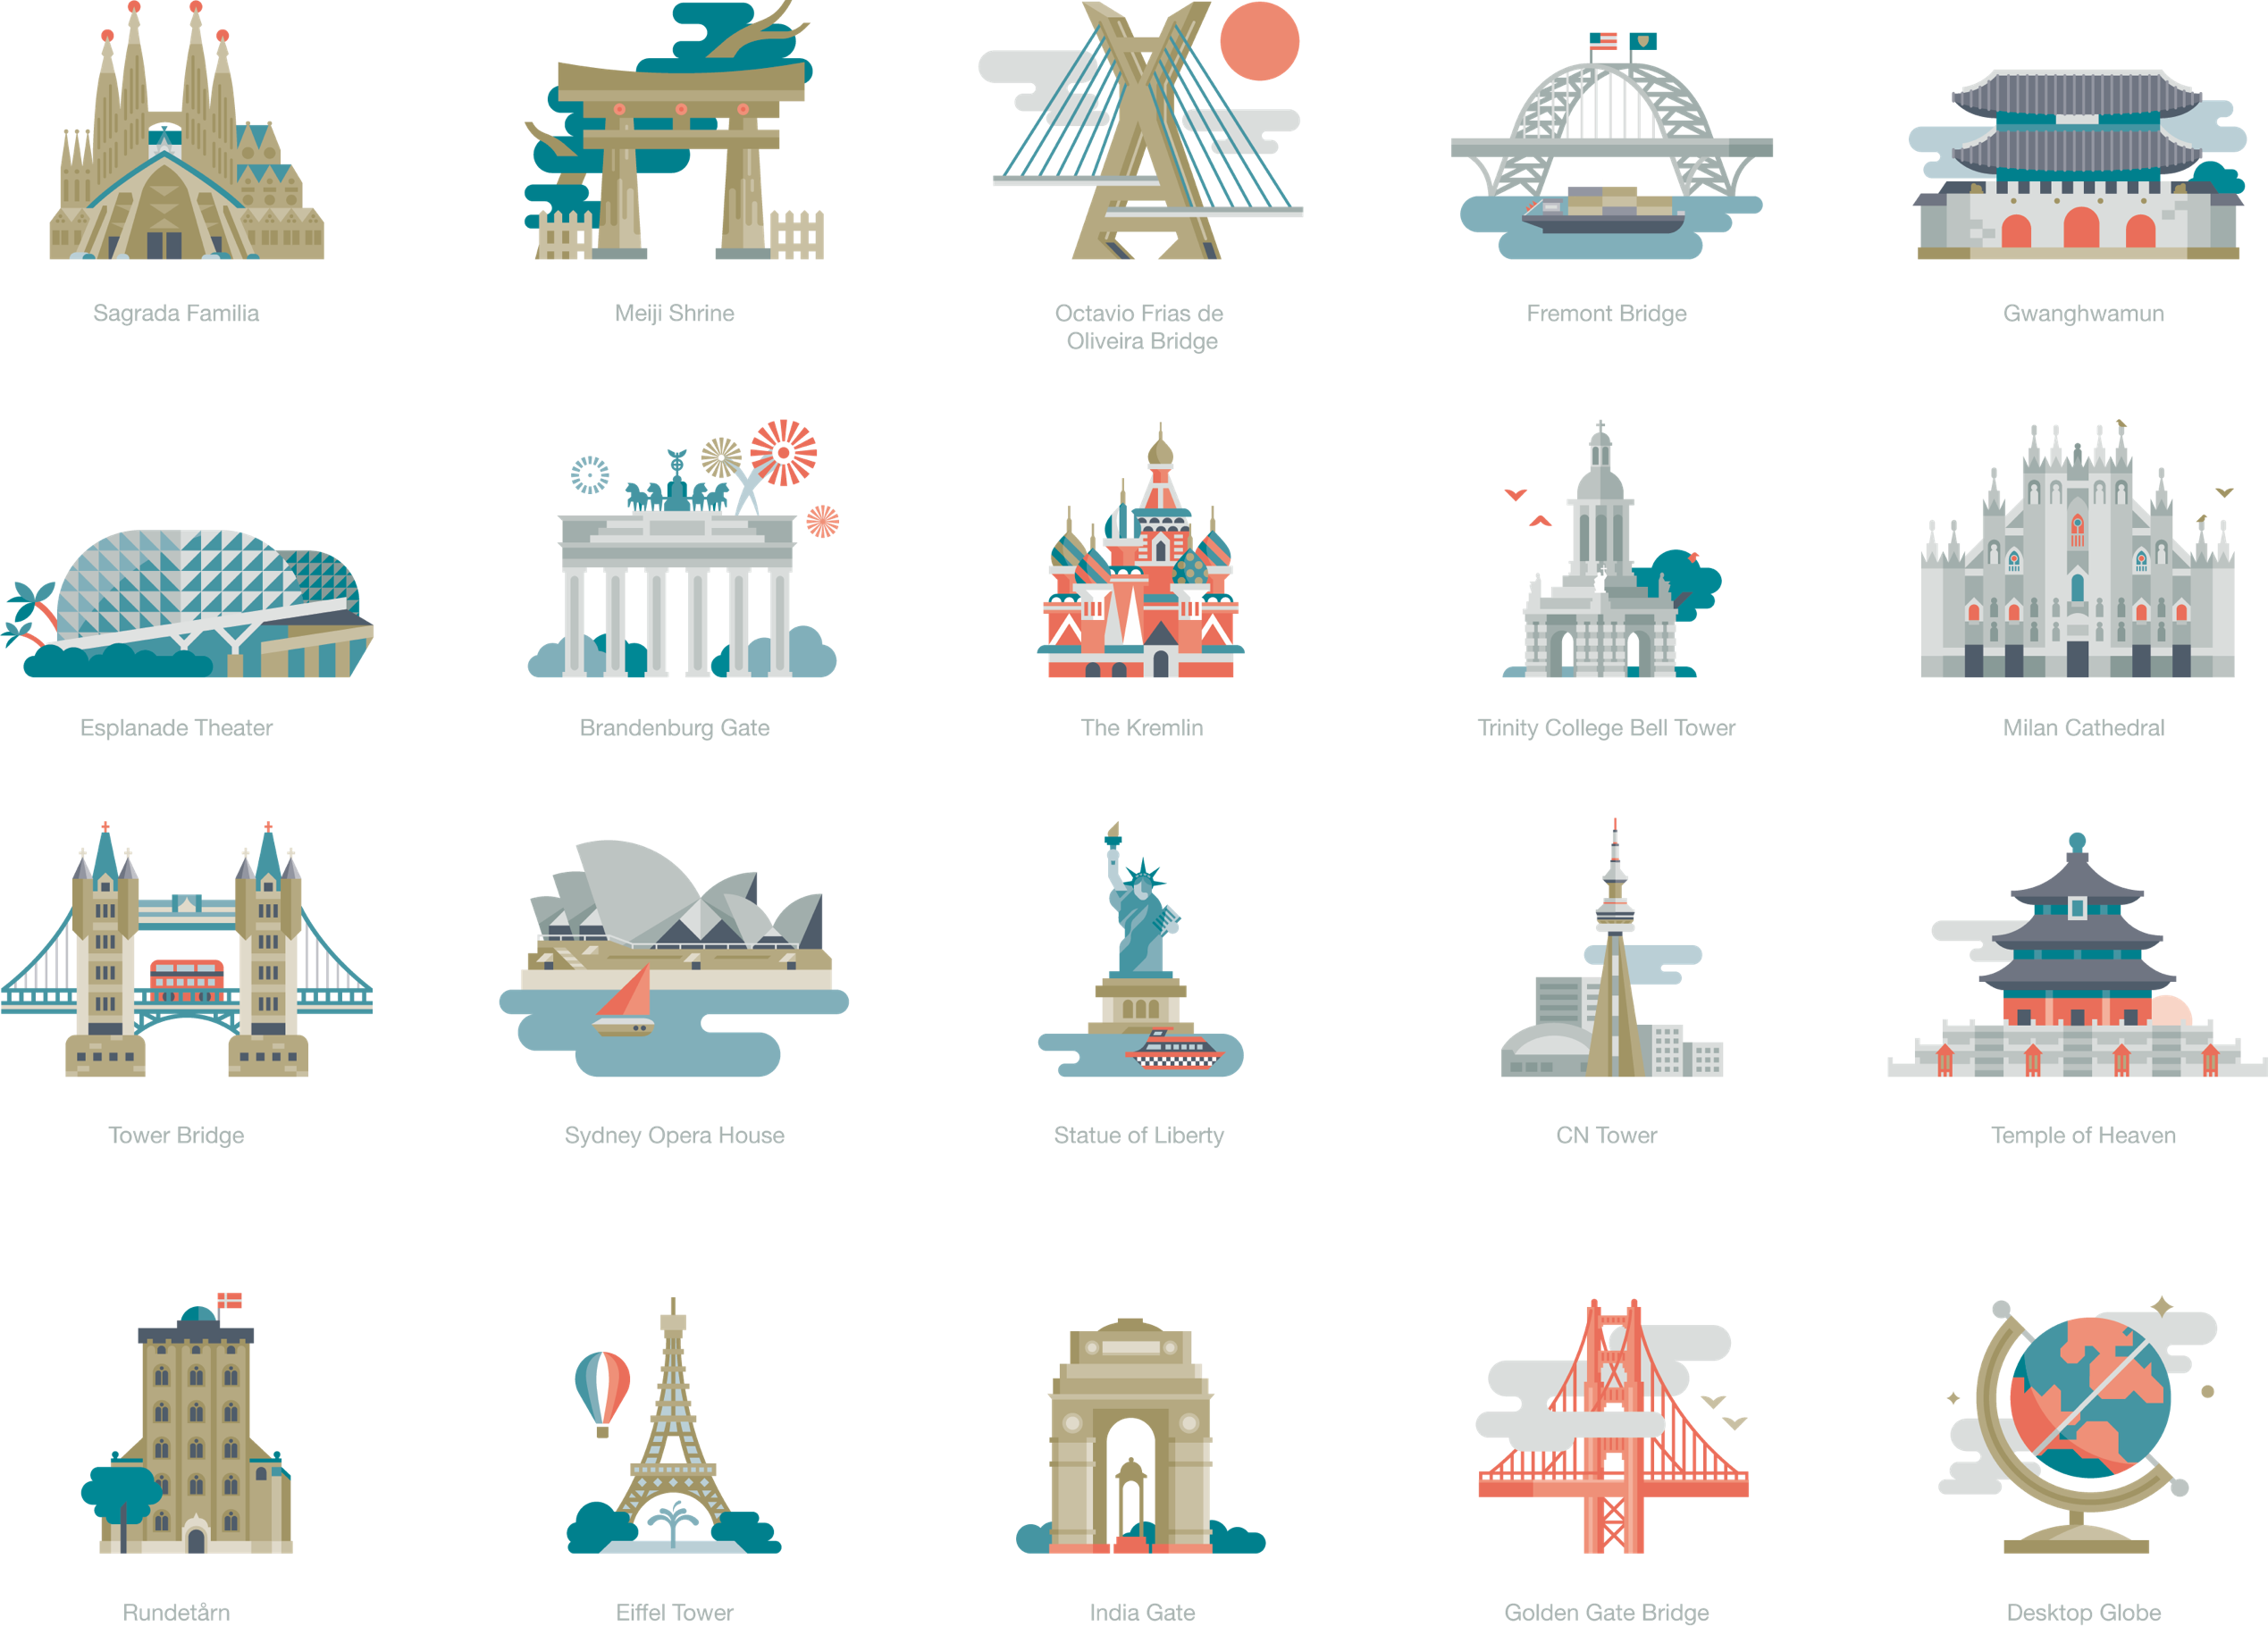 Sagrada Familia
Meiji Shrine
Octavio Frias de
Oliveira Bridge
Fremont Bridge
Gwanghwamun
Esplanade Theater
Brandenburg Gate
The Kremlin
Trinity College Bell Tower
Milan Cathedral
Tower Bridge
Sydney Opera House
Statue of Liberty
CN Tower
Temple of Heaven
Rundetårn
Eiffel Tower
India Gate
Golden Gate Bridge
Desktop Globe